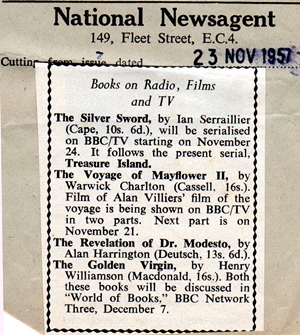 National Newsagent
149, Fleet Street, E.C.4.
Cutting from issue dated
23 NOV 1957
Books on Radio, Films
and TV
The Silver Sword, by Ian Serraillier
(Cape, 10s. 6d.), will be serialised
on BBC/TV starting on November
24. It follows the present serial,
Treasure Island.
The Voyage of Mayflower II, by
Warwick Charlton (Cassell, 16s.).
Film of Alan Villiers' film of
the voyage is being shown on BBC/TV
in two parts. Next part is on
November 21.
The Revelation of Dr. Modesto, by
Alan Harrington (Deutsch, 13s. 6d.).
The Golden Virgin, by Henry
Williamson (Macdonald, 16s.). Both
these books will be discussed in
"World of Books," BBC Network
Three, December 7.